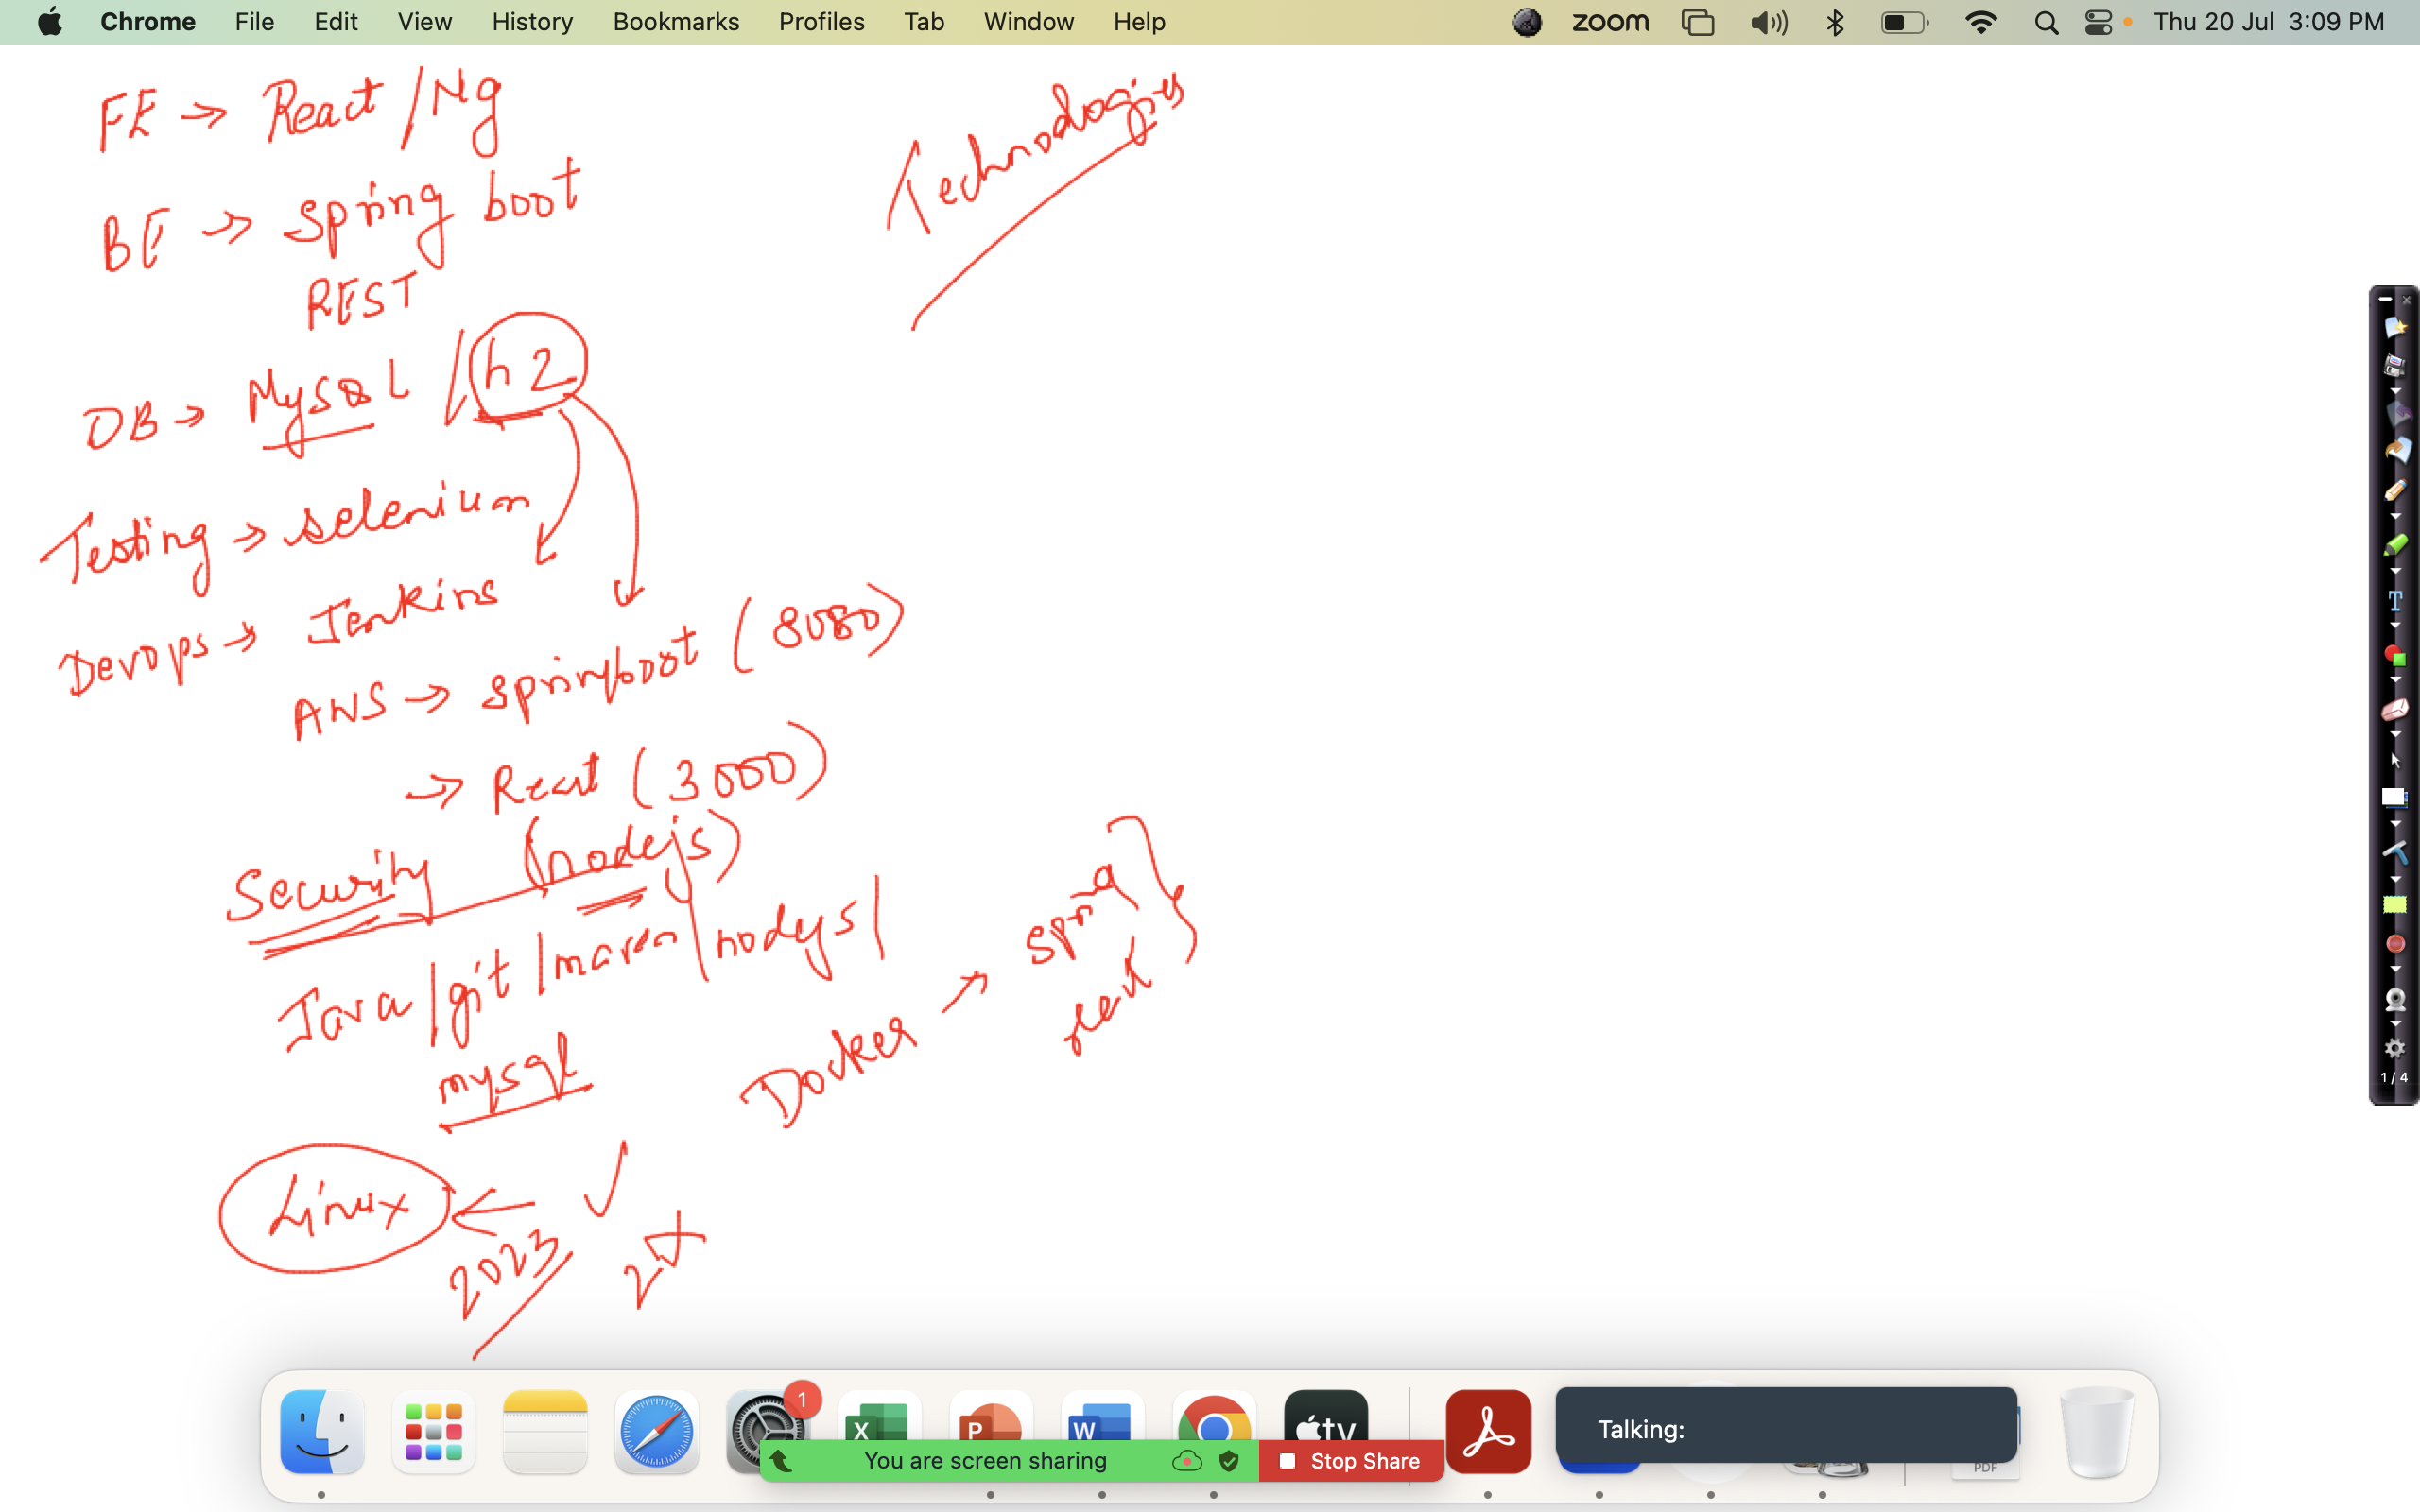 Chrome File Edit View History Bookmarks Profiles Tab Window Help zoom Thu 20 Jul 3:09 PM
FE → React / Ng
Technologies
BE → spring boot
REST
DB → MySQL / h2
Testing → selenium
Devops → Jenkins
AWS → springboot (8080)
→ React (3000)
Security (nodejs)
Java / git / maven / nodejs /
mysql
Docker → spring
react
Linux ←
2023
1 / 4
1
X P W tv
Talking:
You are screen sharing Stop Share
PDF